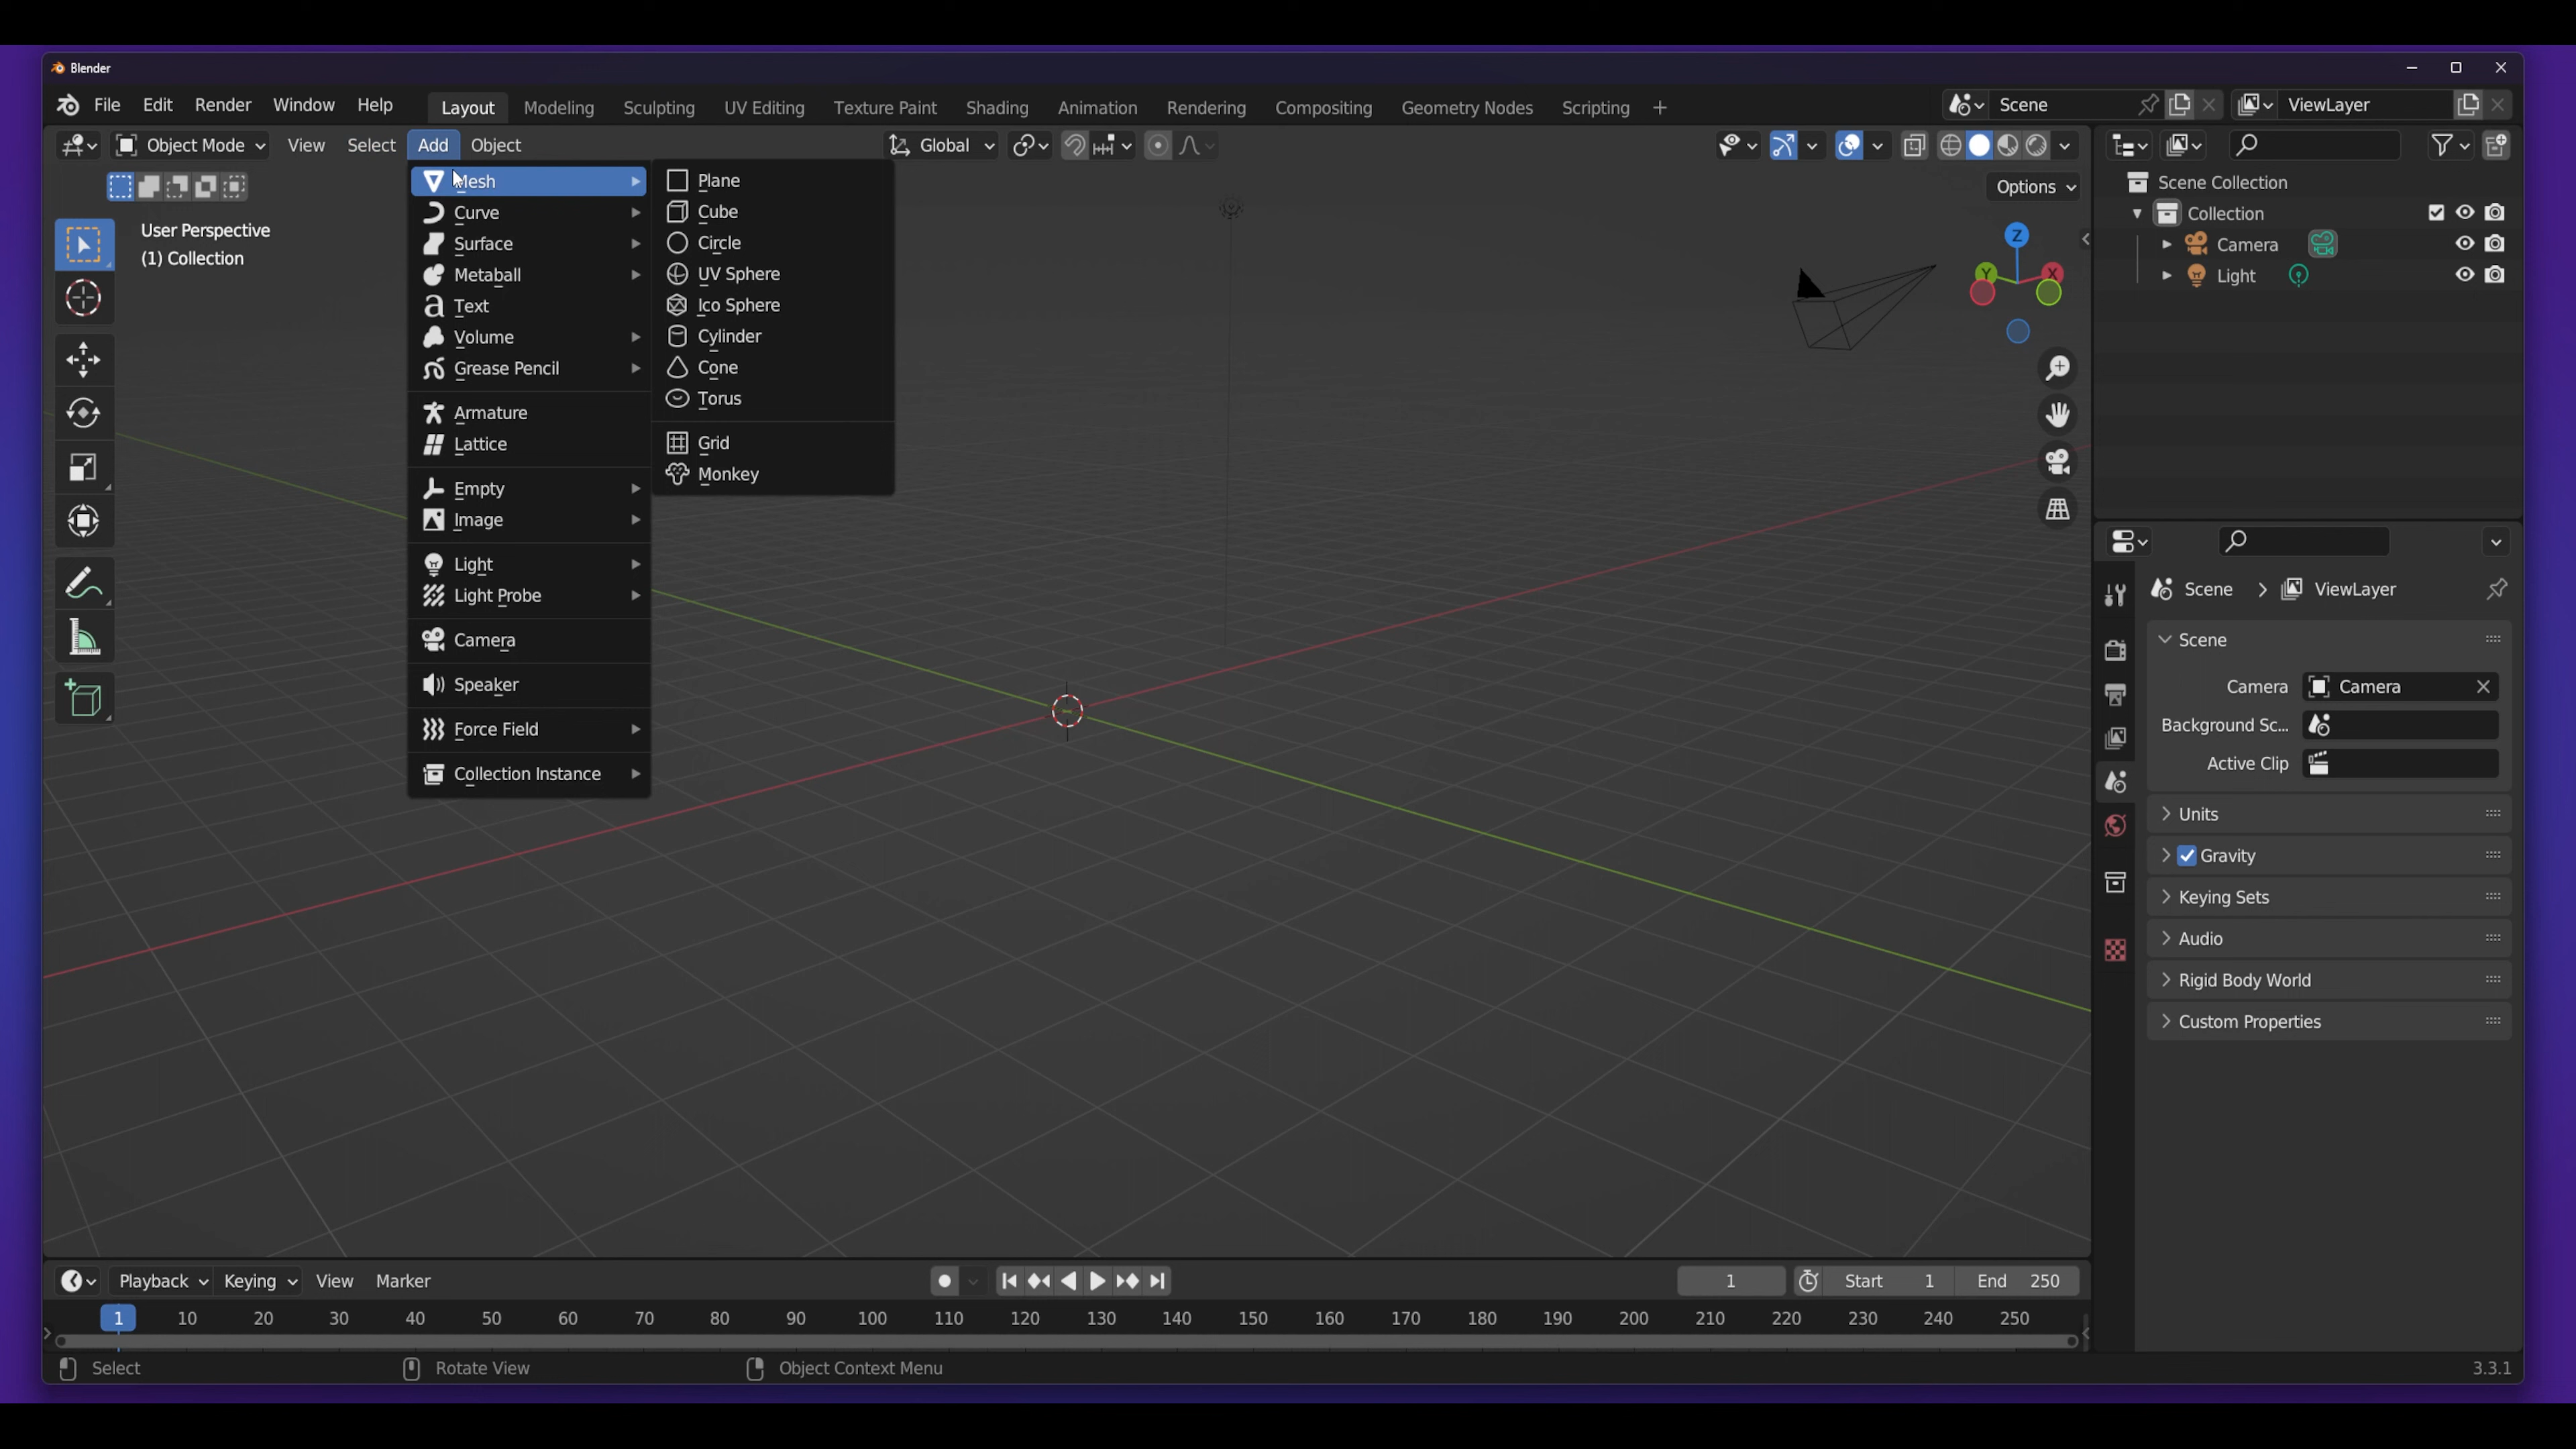 Blender
File Edit Render Window Help Layout Modeling Sculpting UV Editing Texture Paint Shading Animation Rendering Compositing Geometry Nodes Scripting + Scene ViewLayer
Object Mode View Select Add Object Global
Options
User Perspective
(1) Collection
Mesh
Curve
Surface
Metaball
Text
Volume
Grease Pencil
Armature
Lattice
Empty
Image
Light
Light Probe
Camera
Speaker
Force Field
Collection Instance
Plane
Cube
Circle
UV Sphere
Ico Sphere
Cylinder
Cone
Torus
Grid
Monkey
Z
Y X
Scene Collection
Collection
Camera
Light
Scene ViewLayer
Scene
Camera Camera
Background Sc...
Active Clip
Units
Gravity
Keying Sets
Audio
Rigid Body World
Custom Properties
Playback Keying View Marker 1 Start 1 End 250
1 10 20 30 40 50 60 70 80 90 100 110 120 130 140 150 160 170 180 190 200 210 220 230 240 250
Select Rotate View Object Context Menu 3.3.1